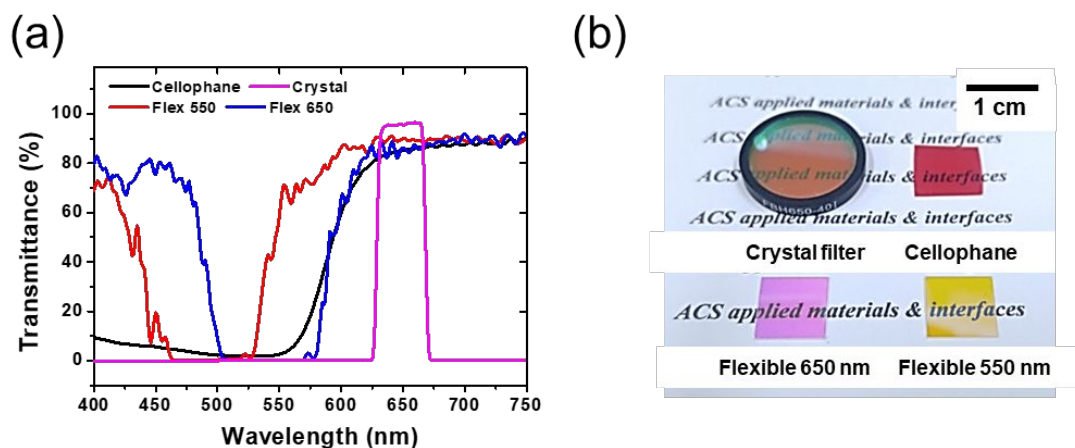 (a)
Cellophane Crystal
Flex 550 Flex 650
Transmittance (%)
100
80
60
40
20
0
400 450 500 550 600 650 700 750
Wavelength (nm)
(b)
1 cm
ACS applied materials & interfaces
ACS applied materials & interfaces
ACS applied materials & interfaces
FBH650-40
ACS applied materials & interfaces
Crystal filter Cellophane
ACS applied materials & interfaces
Flexible 650 nm Flexible 550 nm